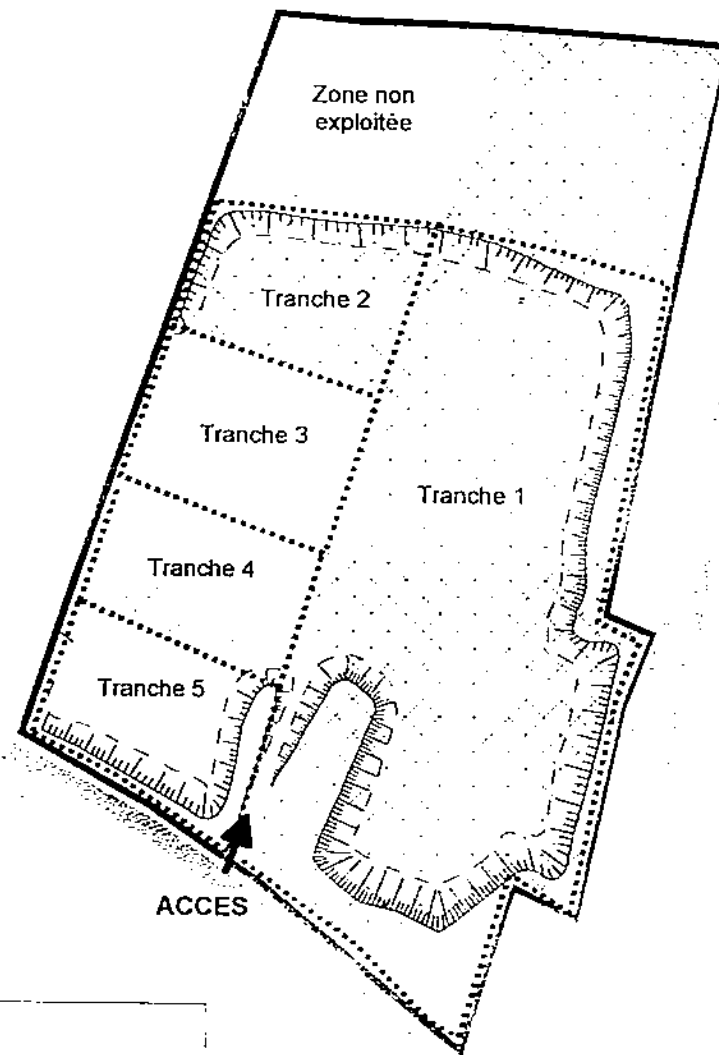 Zone non
exploitée
Tranche 2
Tranche 3
Tranche 1
Tranche 4
Tranche 5
ACCES